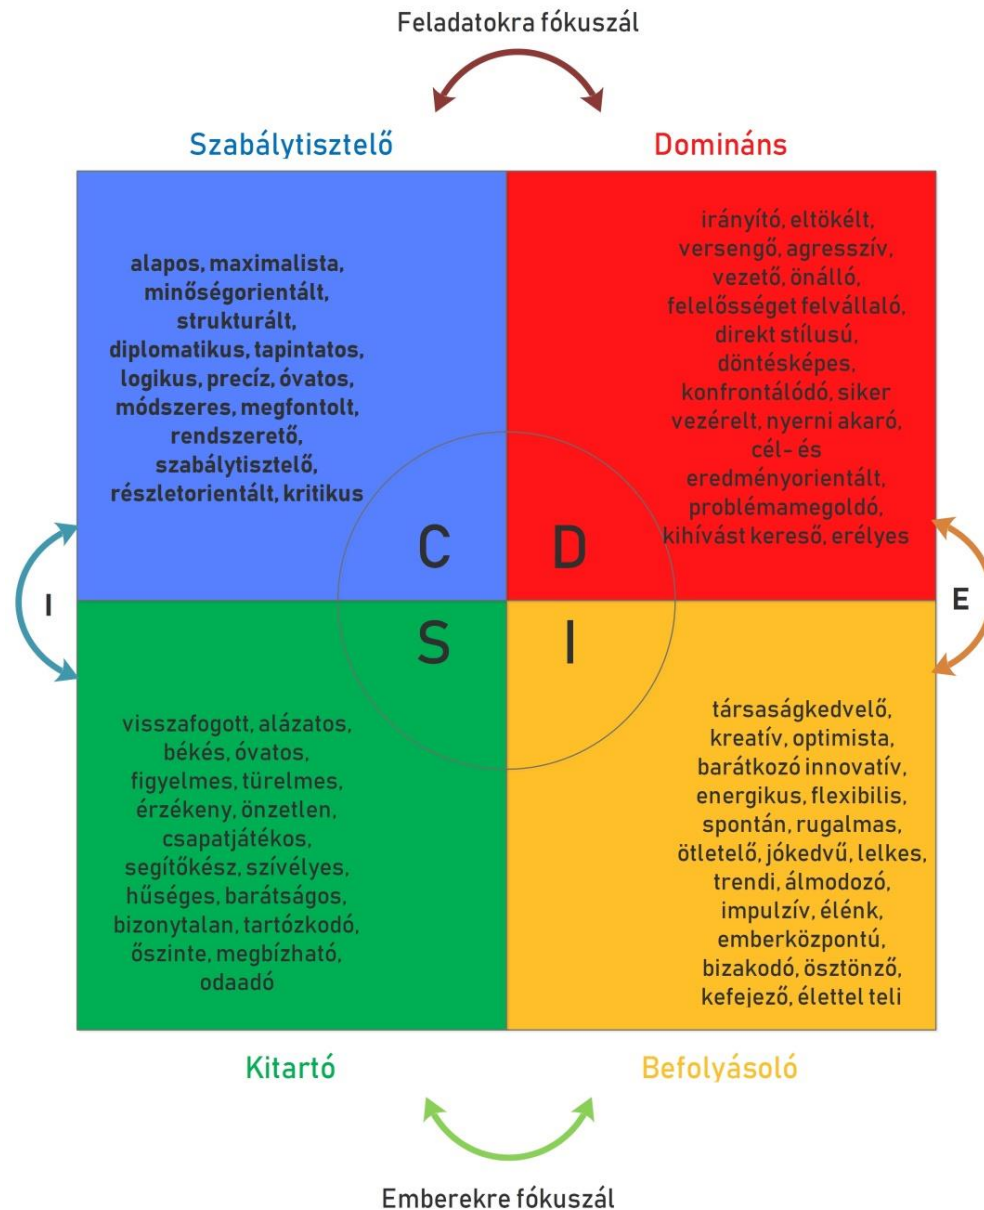 Feladatokra fókuszál
Szabálytisztelő
Domináns
alapos, maximalista,
minőségorientált,
strukturált,
diplomatikus, tapintatos,
logikus, precíz, óvatos,
módszeres, megfontolt,
rendszerető,
szabálytisztelő,
részletorientált, kritikus
irányító, eltökélt,
versengő, agresszív,
vezető, önálló,
felelősséget felvállaló,
direkt stílusú,
döntésképes,
konfrontálódó, siker
vezérelt, nyerni akaró,
cél- és
eredményorientált,
problémamegoldó,
kihívást kereső, erélyes
C
D
I
E
S
I
visszafogott, alázatos,
békés, óvatos,
figyelmes, türelmes,
érzékeny, önzetlen,
csapatjátékos,
segítőkész, szívélyes,
hűséges, barátságos,
bizonytalan, tartózkodó,
őszinte, megbízható,
odaadó
társaságkedvelő,
kreatív, optimista,
barátkozó innovatív,
energikus, flexibilis,
spontán, rugalmas,
ötletelő, jókedvű, lelkes,
trendi, álmodozó,
impulzív, élénk,
emberközpontú,
bizakodó, ösztönző,
kefejező, élettel teli
Kitartó
Befolyásoló
Emberekre fókuszál